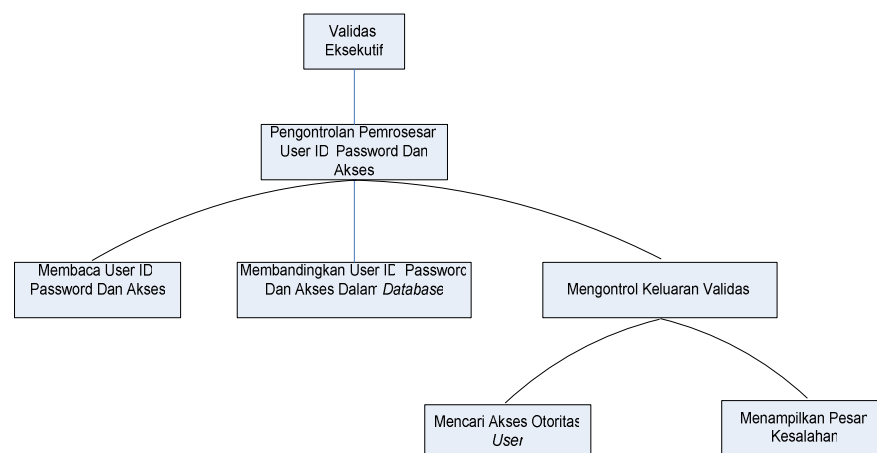 Validas
Eksekutif
Pengontrolan Pemrosesan
User ID Password Dan
Akses
Membaca User ID
Password Dan Akses
Membandingkan User ID Password
Dan Akses Dalam Database
Mengontrol Keluaran Validas
Mencari Akses Otoritas
User
Menampilkan Pesan
Kesalahan